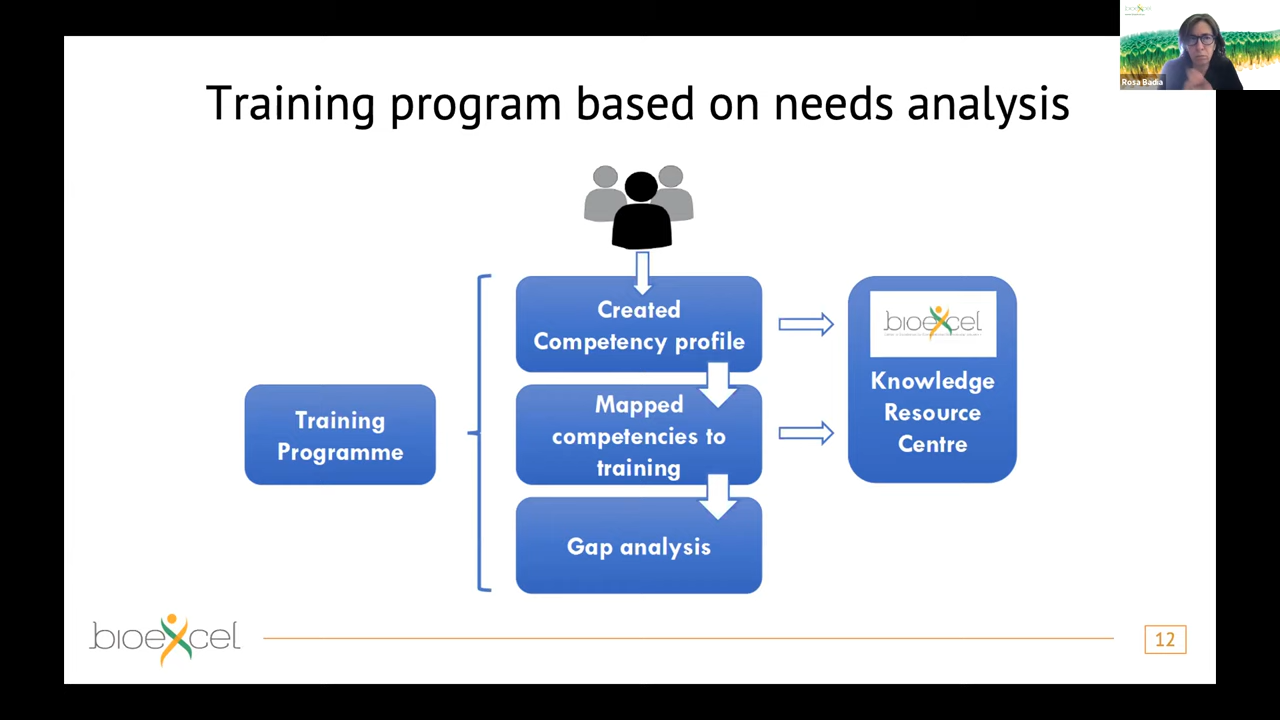 bioexcel
Rosa Badia
Training program based on needs analysis
Created
Competency profile
Mapped
competencies to
training
Gap analysis
Training
Programme
bioexcel
Knowledge
Resource
Centre
bioexcel
12